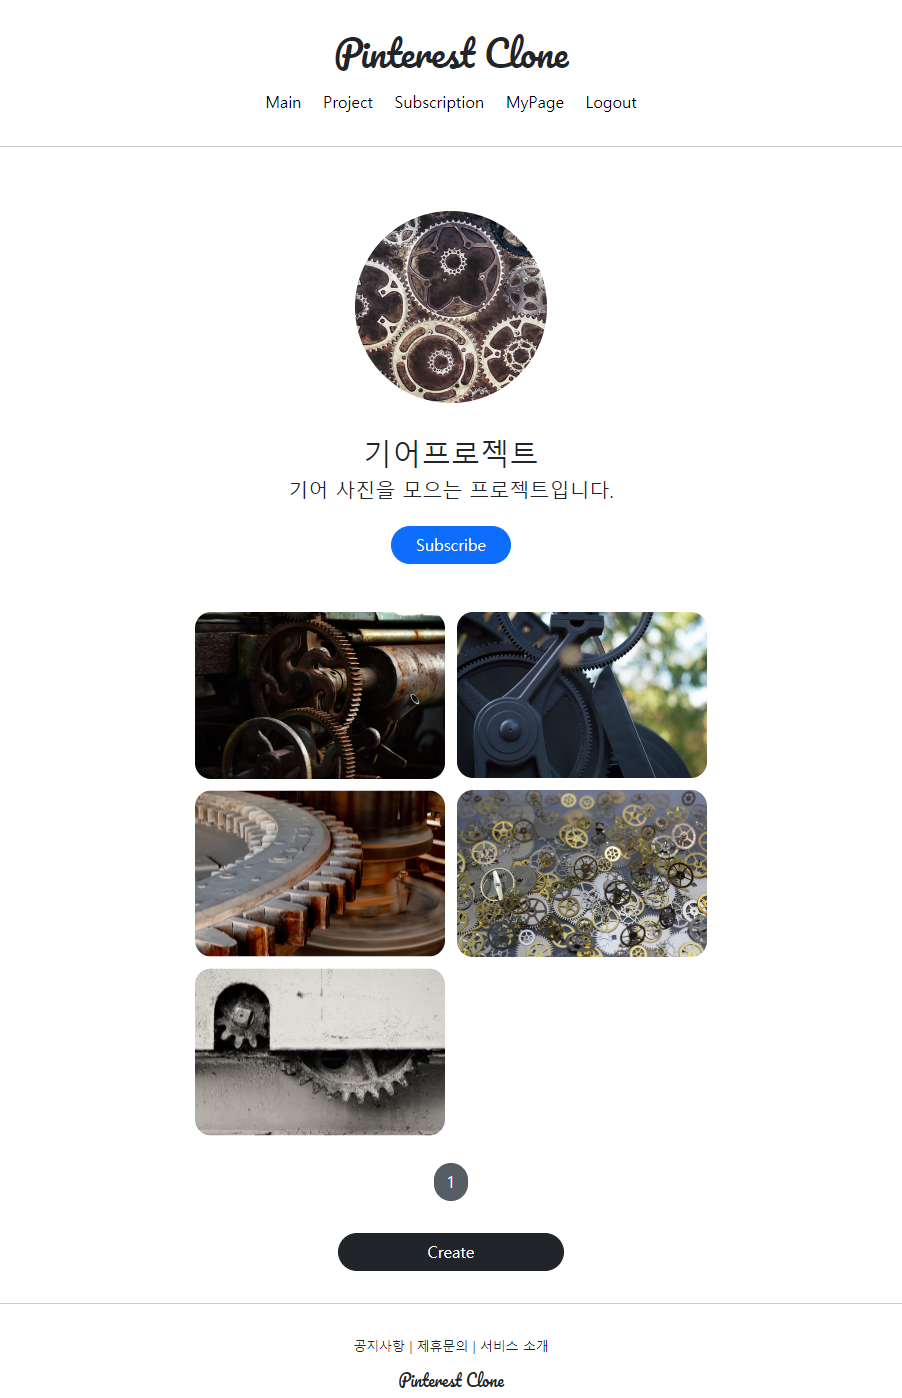 Pinterest Clone
Main Project Subscription MyPage Logout
기어프로젝트
기어 사진을 모으는 프로젝트입니다.
Subscribe
1
Create
공지사항 | 제휴문의 | 서비스 소개
Pinterest Clone